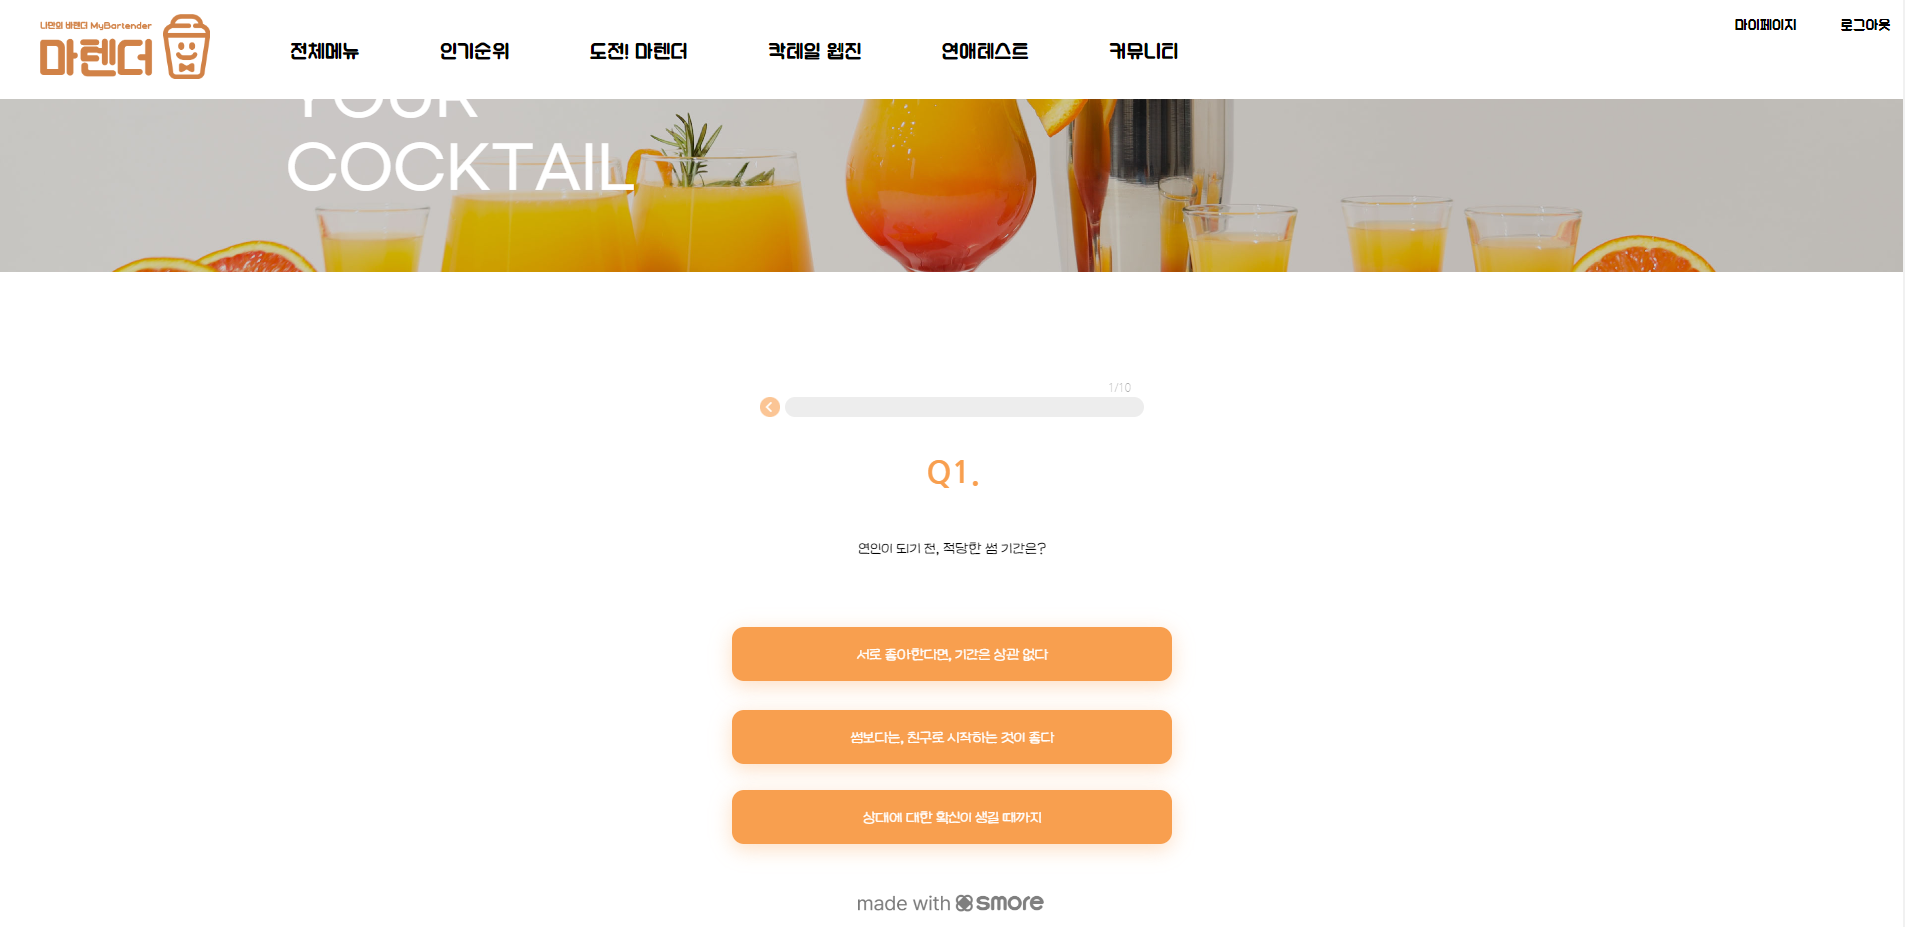 나만의 바텐더 MyBartender
마텐더
전체메뉴
인기순위
도전! 마텐더
칵테일 웹진
연애테스트
커뮤니티
마이페이지
로그아웃
YOUR
COCKTAIL
1/10
Q1.
연인이 되기 전, 적당한 썸 기간은?
서로 좋아한다면, 기간은 상관 없다
썸보다는, 친구로 시작하는 것이 좋다
상대에 대한 확신이 생길 때까지
made with smore